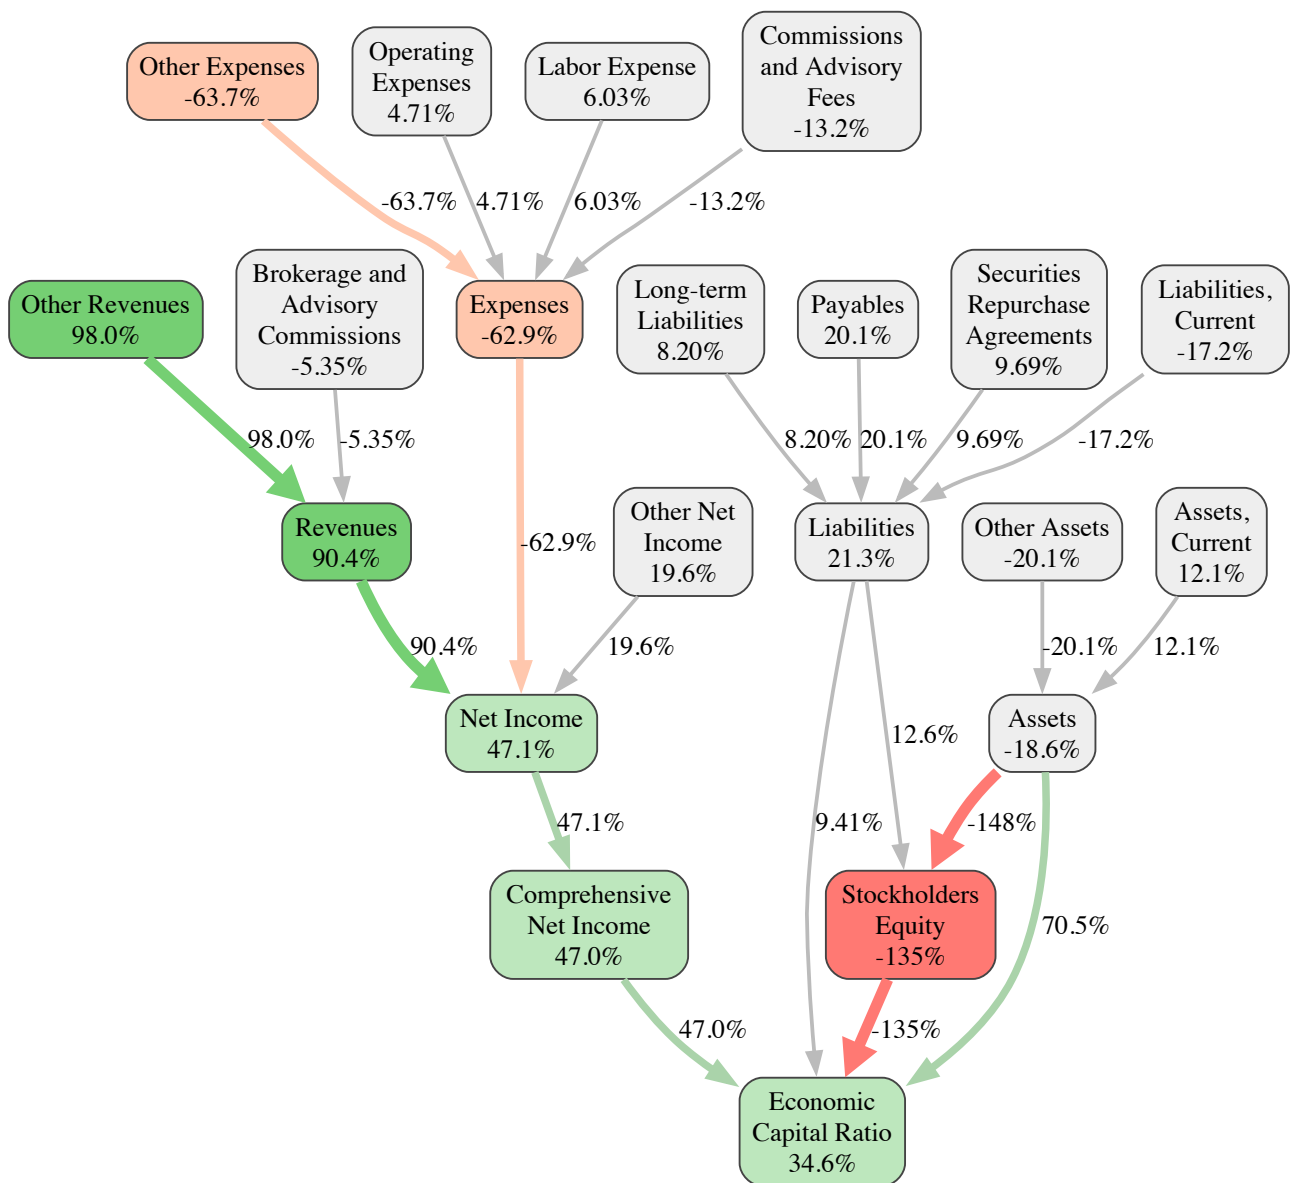 Other Expenses
-63.7%
Operating
Expenses
4.71%
Labor Expense
6.03%
Commissions
and Advisory
Fees
-13.2%
-63.7%
4.71%
6.03%
-13.2%
Other Revenues
98.0%
Brokerage and
Advisory
Commissions
-5.35%
Expenses
-62.9%
Long-term
Liabilities
8.20%
Payables
20.1%
Securities
Repurchase
Agreements
9.69%
Liabilities,
Current
-17.2%
98.0%
-5.35%
8.20%
20.1%
9.69%
-17.2%
Revenues
90.4%
-62.9%
Other Net
Income
19.6%
Liabilities
21.3%
Other Assets
-20.1%
Assets,
Current
12.1%
90.4%
19.6%
-20.1%
12.1%
Net Income
47.1%
12.6%
Assets
-18.6%
47.1%
9.41%
-148%
Comprehensive
Net Income
47.0%
Stockholders
Equity
-135%
70.5%
47.0%
-135%
Economic
Capital Ratio
34.6%